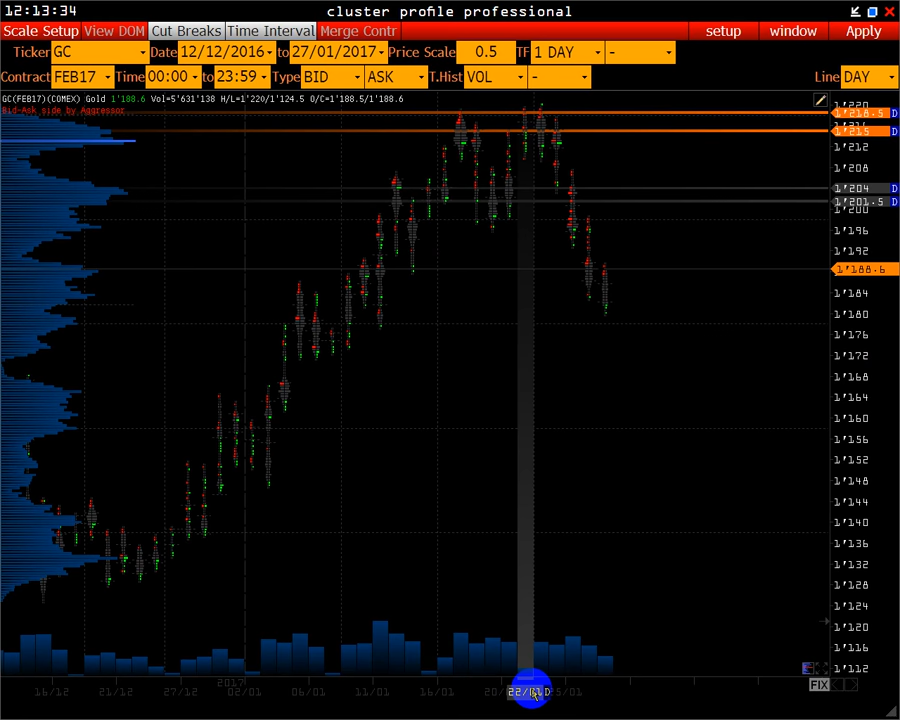 12:13:34 cluster profile professional
Scale Setup View DOM Cut Breaks Time Interval Merge Contr setup window Apply
Ticker GC Date 12/12/2016 to 27/01/2017 Price Scale 0.5 TF 1 DAY -
Contract FEB17 Time 00:00 to 23:59 Type BID ASK T.Hist VOL - Line DAY
GC(FEB17)(COMEX) Gold 1'188.6 Vol=5'631'138 H/L=1'220/1'124.5 O/C=1'188.5/1'188.6
Bid-Ask side by Aggressor
1'220
1'218.5 D
1'215 D
1'212
1'208
1'204 D
1'201.5 D
1'200
1'196
1'192
1'188.6
1'184
1'180
1'176
1'172
1'168
1'164
1'160
1'156
1'152
1'148
1'144
1'140
1'136
1'132
1'128
1'124
1'120
1'116
1'112
2017
FIX
16/12 21/12 27/12 02/01 06/01 11/01 16/01